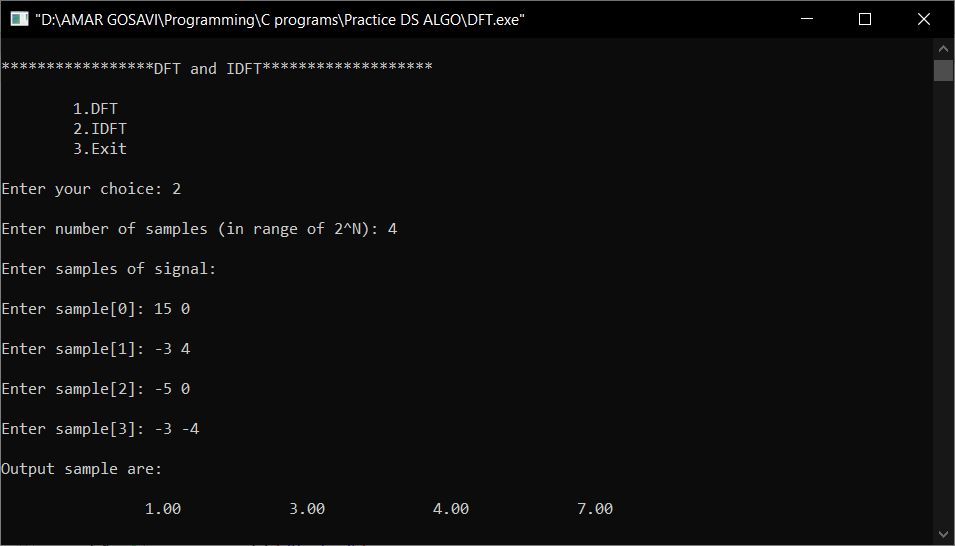 "D:\AMAR GOSAVI\Programming\C programs\Practice DS ALGO\DFT.exe"
*****************DFT and IDFT*******************
1.DFT
2.IDFT
3.Exit
Enter your choice: 2
Enter number of samples (in range of 2^N): 4
Enter samples of signal:
Enter sample[0]: 15 0
Enter sample[1]: -3 4
Enter sample[2]: -5 0
Enter sample[3]: -3 -4
Output sample are:
1.00 3.00 4.00 7.00